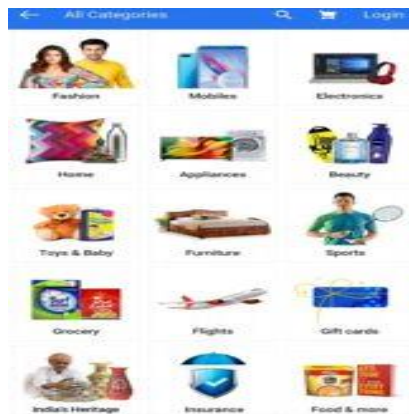 All Categories Login
Fashion Mobiles Electronics
Home Appliances Beauty
Toys & Baby Furniture Sports
Grocery Flights Gift cards
India's Heritage Insurance Food & more